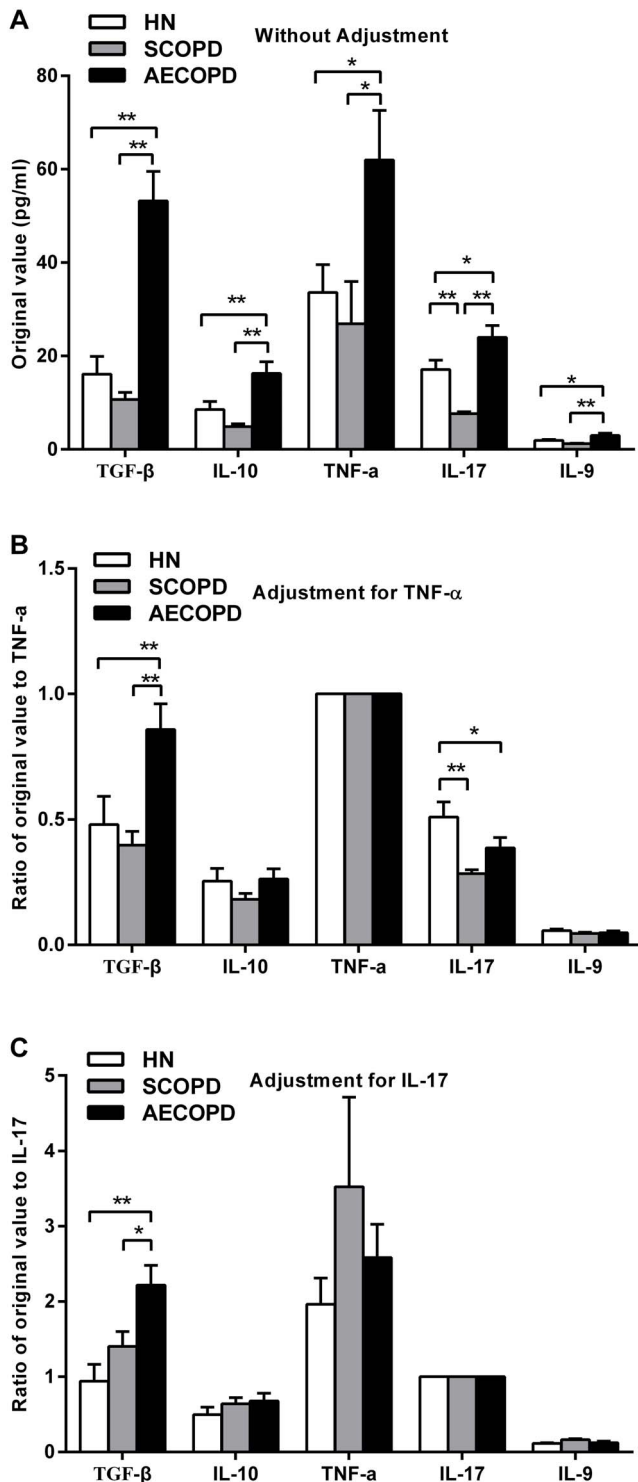 A
HN
SCOPD
AECOPD
Without Adjustment
Original value (pg/ml)
80
60
40
20
0
** ** ** ** * * * ** ** * **
TGF-β IL-10 TNF-a IL-17 IL-9
B
HN
SCOPD
AECOPD
Adjustment for TNF-α
Ratio of original value to TNF-a
1.5
1.0
0.5
0.0
** ** * **
TGF-β IL-10 TNF-a IL-17 IL-9
C
HN
SCOPD
AECOPD
Adjustment for IL-17
Ratio of original value to IL-17
5
4
3
2
1
0
** *
TGF-β IL-10 TNF-a IL-17 IL-9